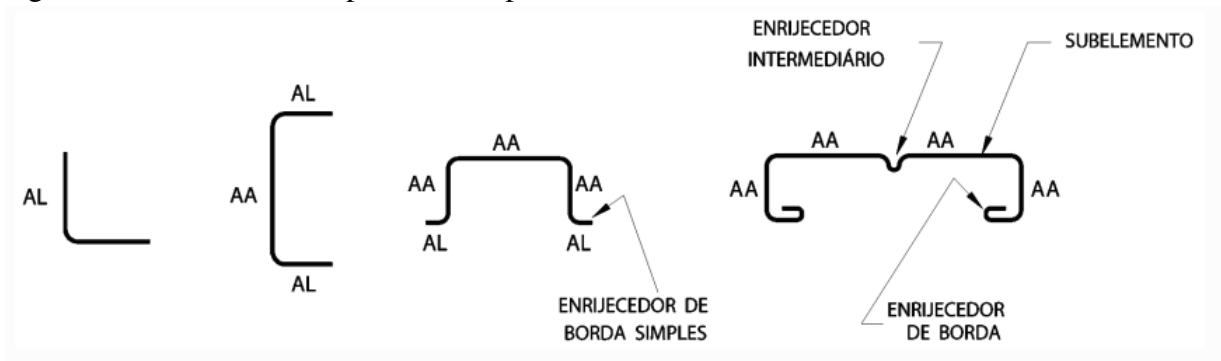 AL
AA
AL
AL
AA
AA
AA
AL
AL
ENRIJECEDOR DE
BORDA SIMPLES
ENRIJECEDOR
INTERMEDIÁRIO
SUBELEMENTO
AA
AA
AA
AA
ENRIJECEDOR
DE BORDA